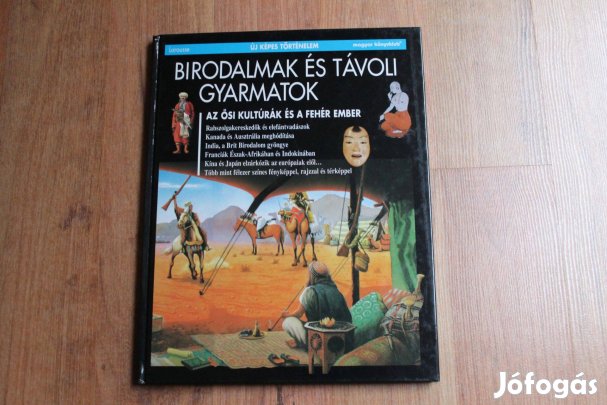 Larousse ÚJ KÉPES TÖRTÉNELEM magyar könyvklub
BIRODALMAK ÉS TÁVOLI
GYARMATOK
AZ ŐSI KULTÚRÁK ÉS A FEHÉR EMBER
Rabszolgakereskedők és elefántvadászok
Kanada és Ausztrália meghódítása
India, a Brit Birodalom gyöngye
Franciák Észak-Afrikában és Indokínában
Kína és Japán elzárkózik az európaiak elől...
Több mint félezer színes fényképpel, rajzzal és térképpel
Jófogás